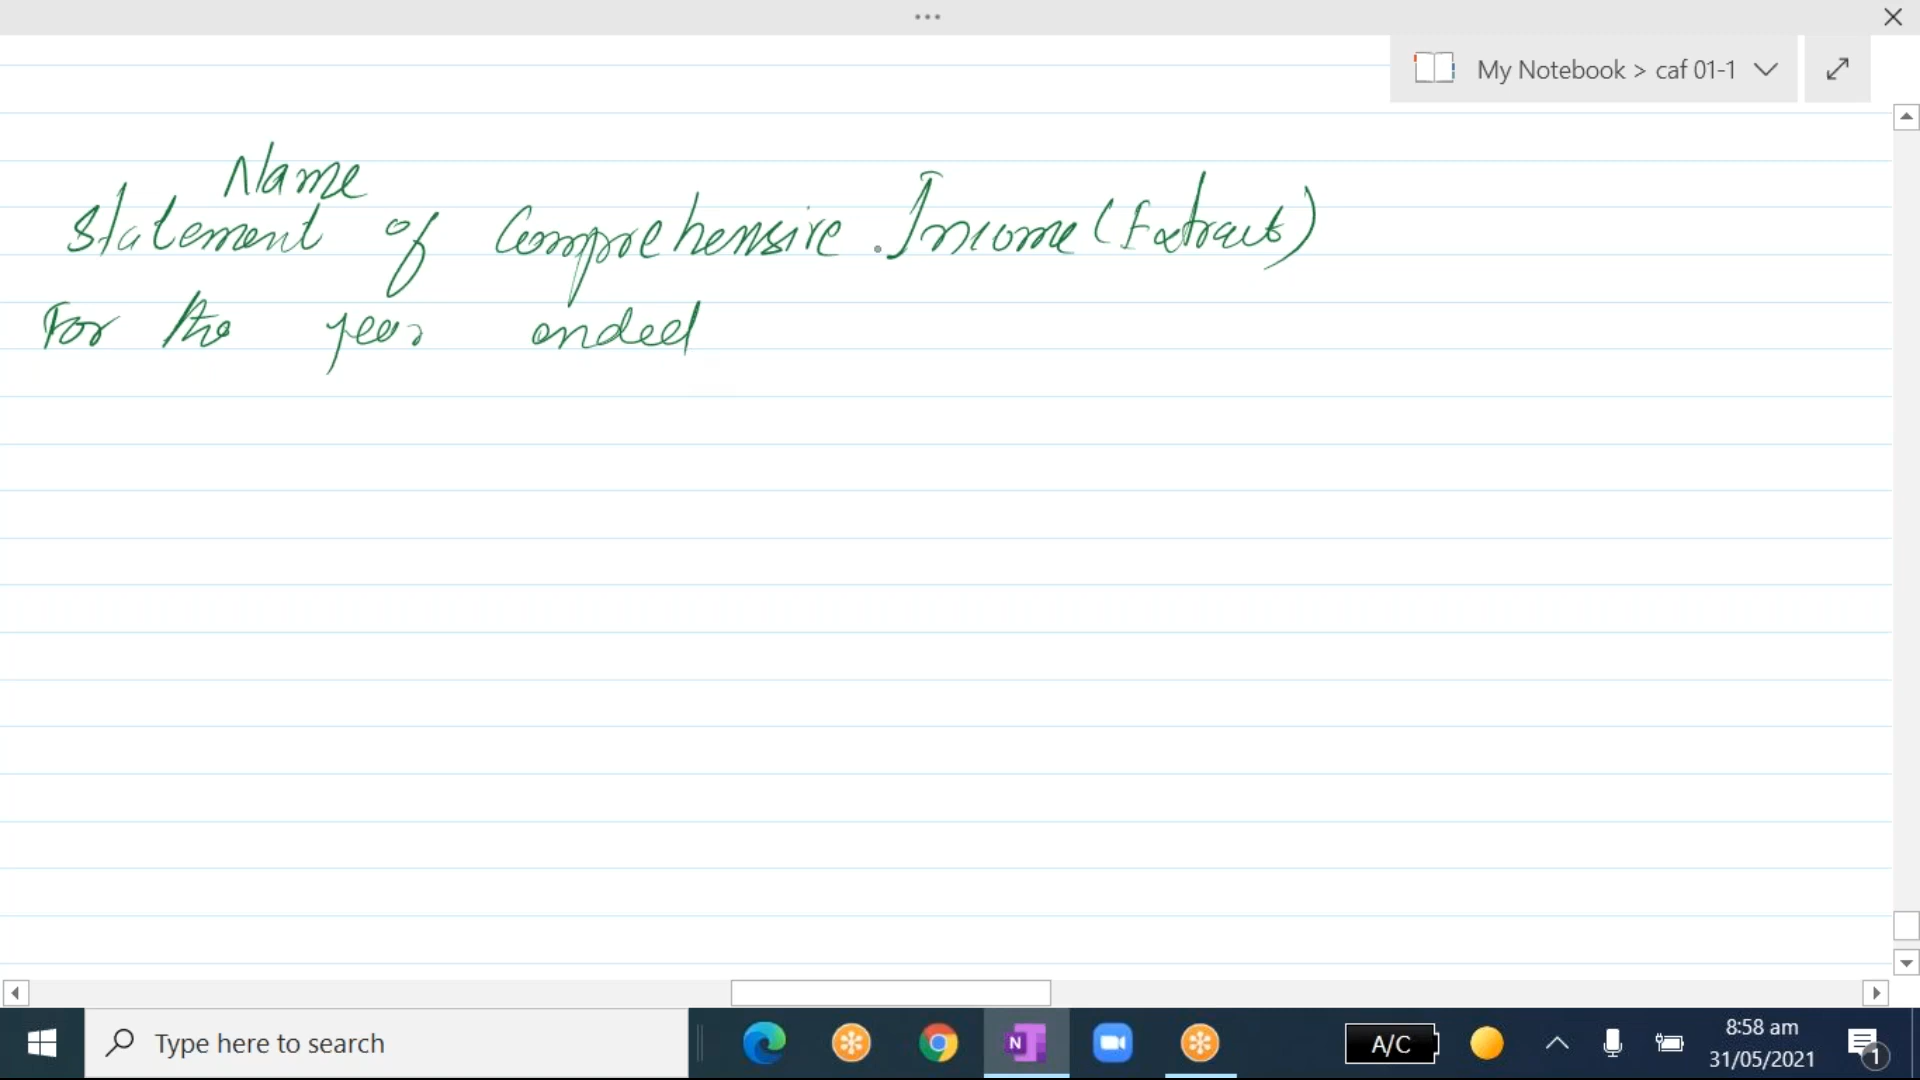 My Notebook > caf 01-1
Name
Statement of Comprehensive Income (Extract)
For the year ended
Type here to search
N
A/C
8:58 am
31/05/2021
1